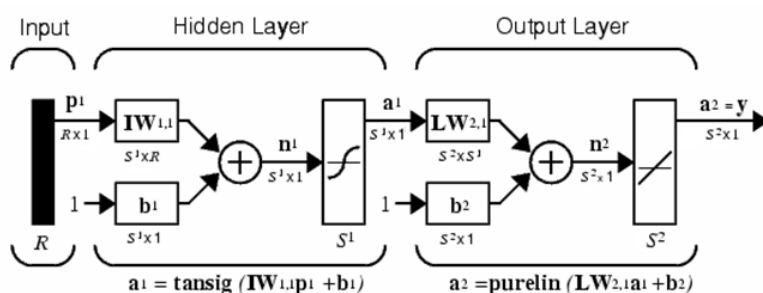 Input Hidden Layer Output Layer
p1 a1 a2 = y
IW1,1 LW2,1
R x 1 S1 x 1 S2 x 1
n1 n2
S1 x R S2 x S1
S1 x 1 S2 x 1
1 b1 1 b2
S1 x 1 S2 x 1
R S1 S2
a1 = tansig (IW1,1p1 +b1) a2 =purelin (LW2,1a1 +b2)